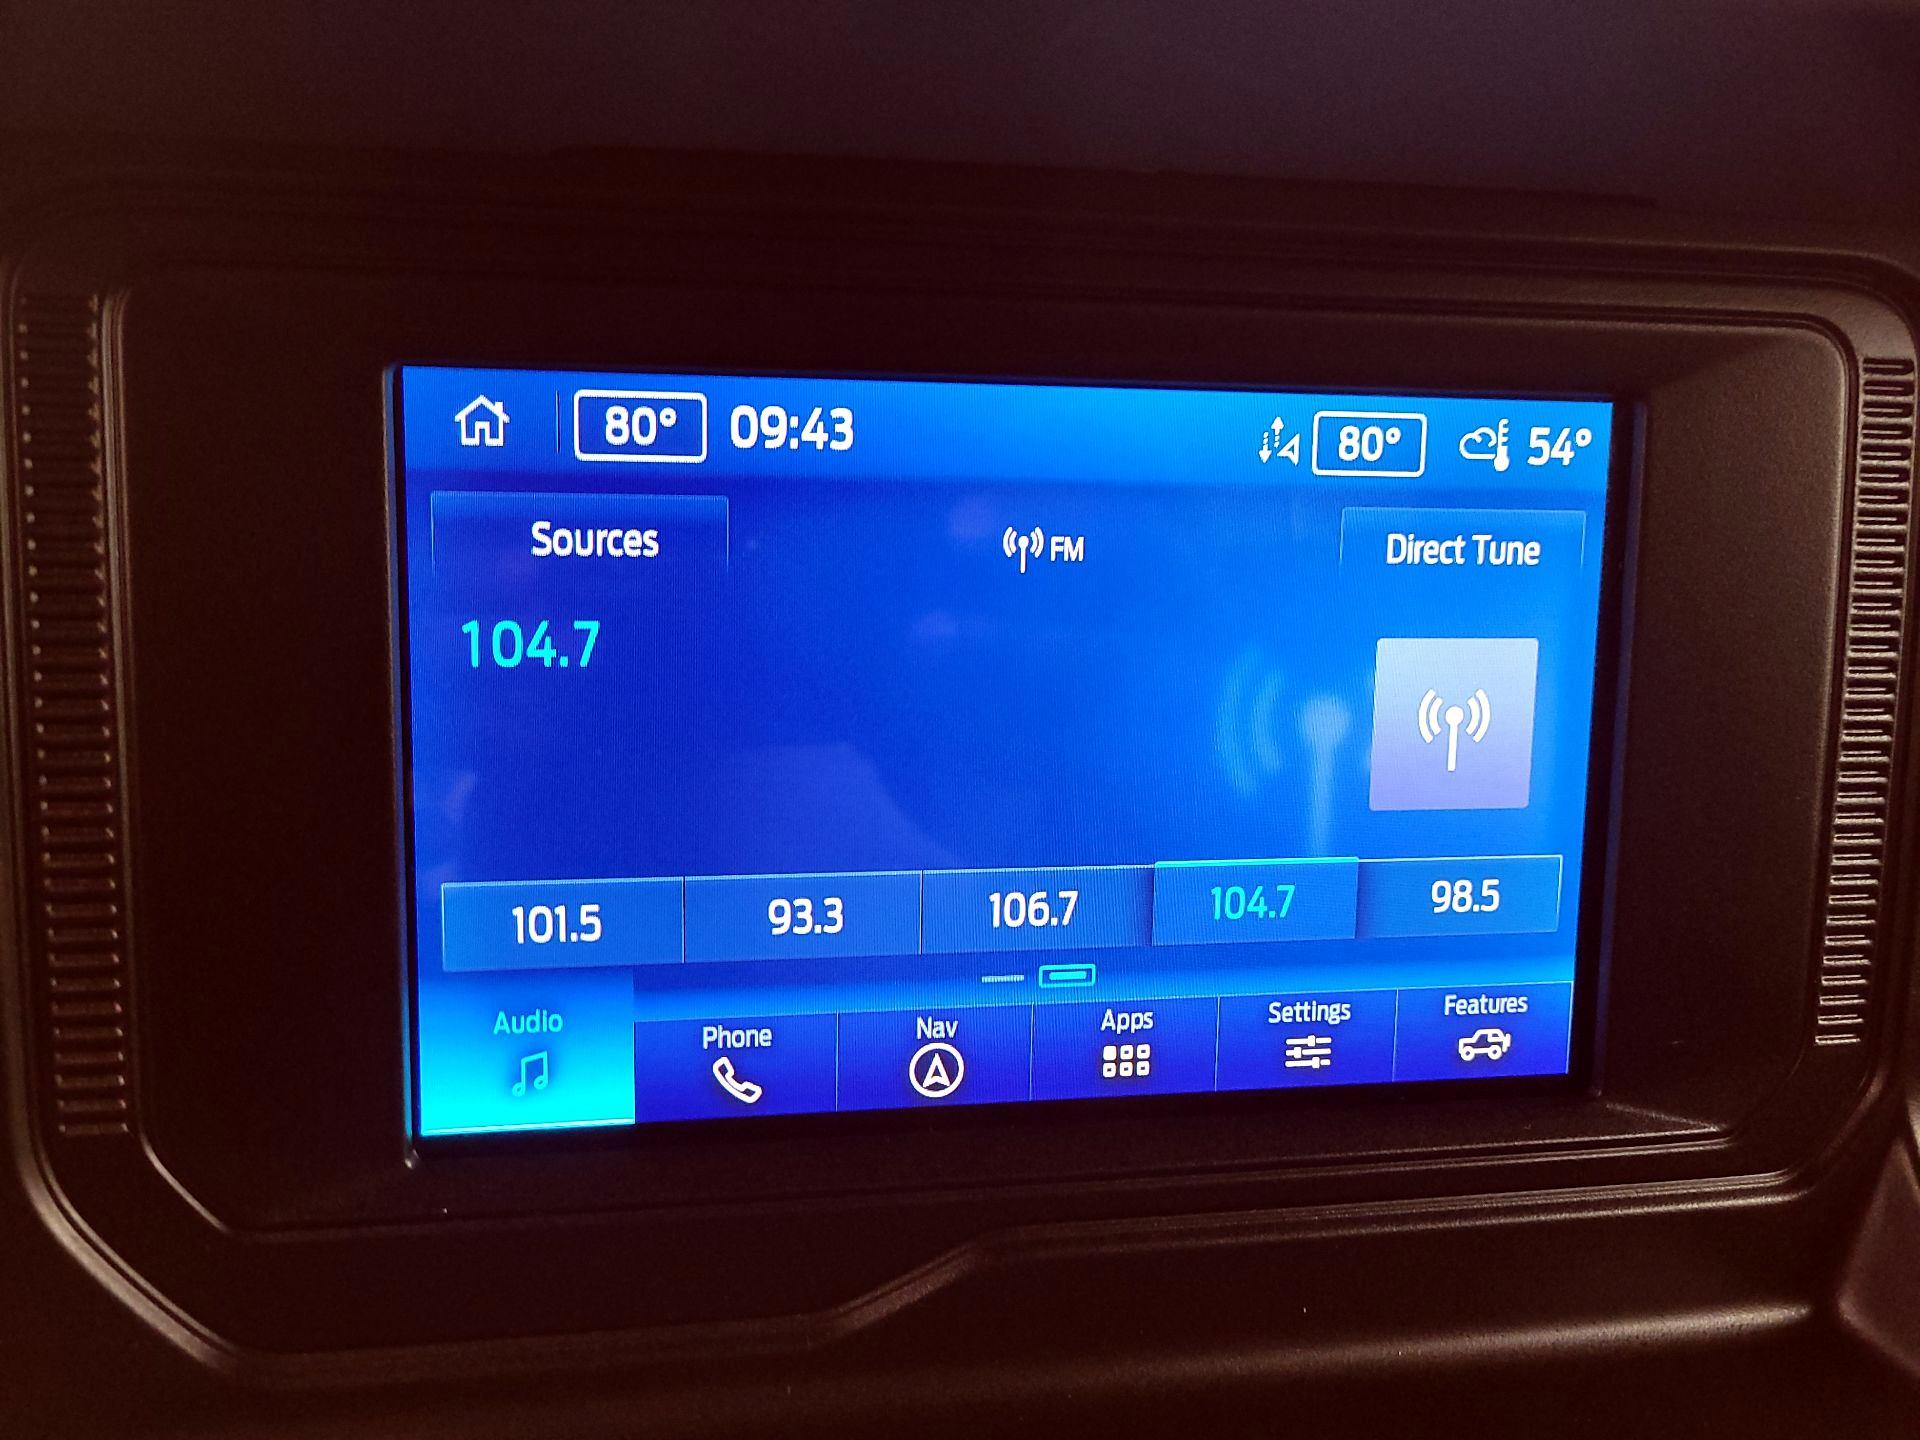 80° 09:43 80° 54°
Sources FM Direct Tune
104.7
101.5 93.3 106.7 104.7 98.5
Audio Phone Nav Apps Settings Features